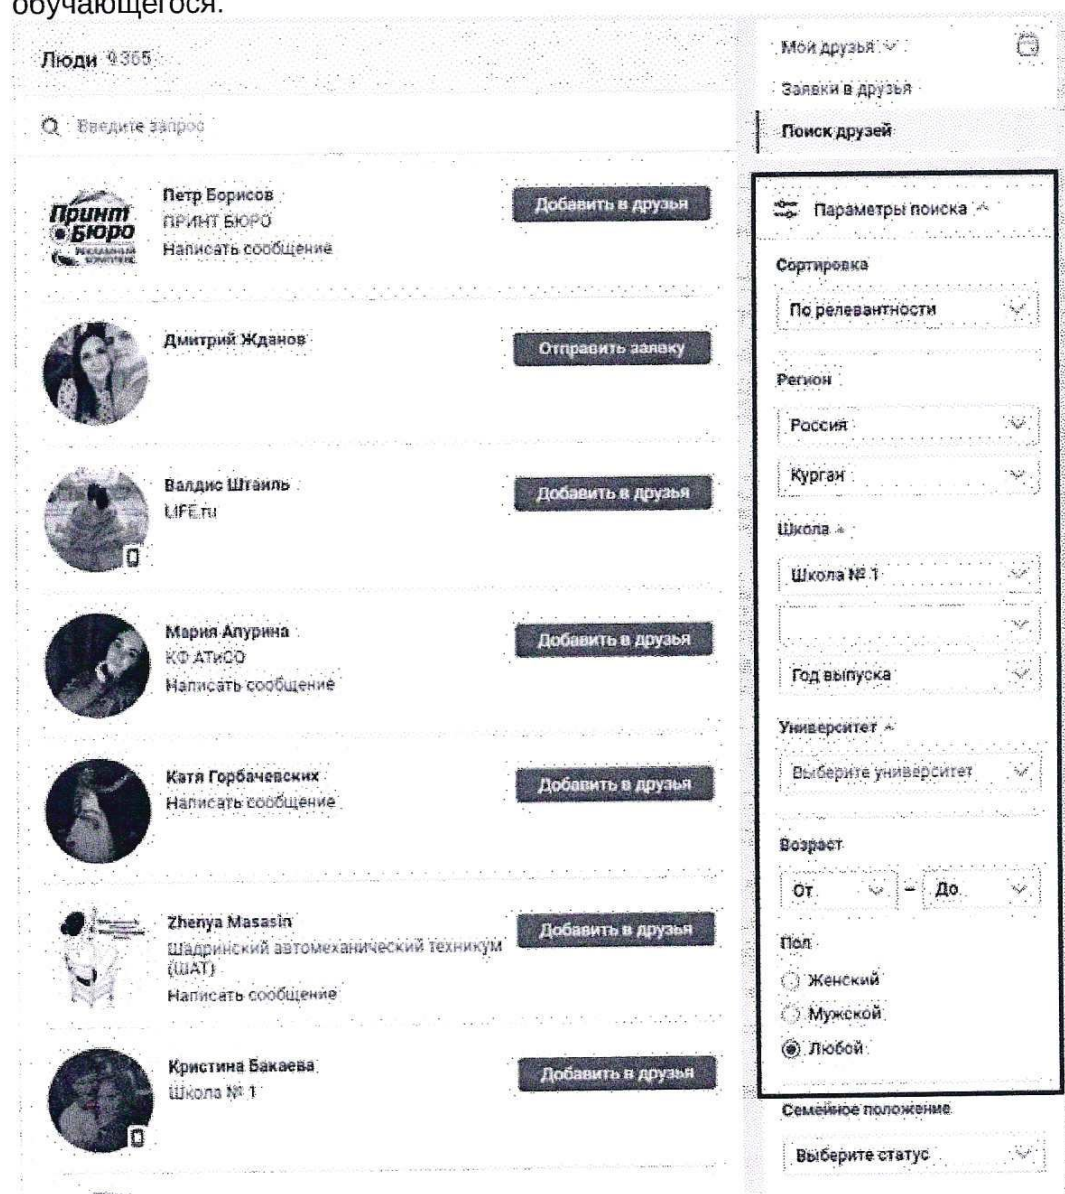 обучающегося.
Люди 9 365
Введите запрос
Принт
Бюро
Петр Борисов
ПРИНТ БЮРО
Написать сообщение
Добавить в друзья
Дмитрий Жданов
Отправить заявку
Валдис Штаиль
LIFE.ru
Добавить в друзья
Мария Апурина
КФ АТиСО
Написать сообщение
Добавить в друзья
Катя Горбачевских
Написать сообщение
Добавить в друзья
Zhenya Masasin
Шадринский автомеханический техникум
(ШАТ)
Написать сообщение
Добавить в друзья
Кристина Бакаева
Школа № 1
Добавить в друзья
Мои друзья
Заявки в друзья
Поиск друзей
Параметры поиска
Сортировка
По релевантности
Регион
Россия
Курган
Школа
Школа № 1
Год выпуска
Университет
Выберите университет
Возраст
От – До
Пол
Женский
Мужской
Любой
Семейное положение
Выберите статус